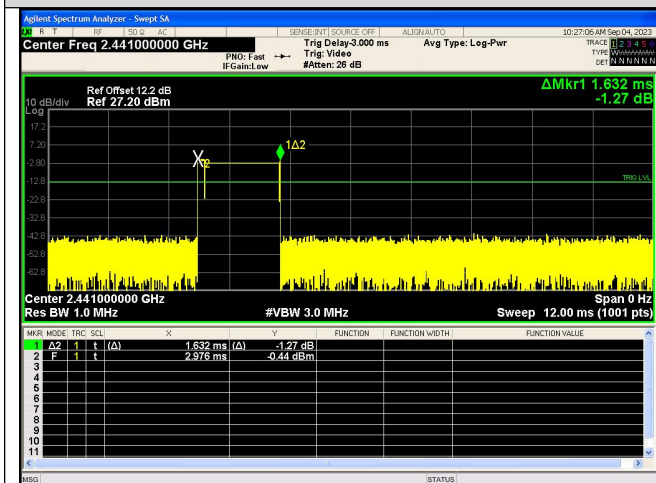 Agilent Spectrum Analyzer - Swept SA
R T RF 50 Ω AC SENSE:INT SOURCE OFF ALIGN AUTO 10:27:06 AM Sep 04, 2023
Center Freq 2.441000000 GHz Trig Delay-3.000 ms Avg Type: Log-Pwr TRACE 1 2 3 4 5 6
PNO: Fast Trig: Video TYPE
IFGain:Low #Atten: 26 dB DET N N N N N N
ΔMkr1 1.632 ms
Ref Offset 12.2 dB
10 dB/div Ref 27.20 dBm -1.27 dB
Log
17.2
7.20
1Δ2
-2.80
-12.8 TRIG LVL
-22.8
-32.8
-42.8
-52.8
-62.8
Center 2.441000000 GHz Span 0 Hz
Res BW 1.0 MHz #VBW 3.0 MHz Sweep 12.00 ms (1001 pts)
MKR MODE TRC SCL X Y FUNCTION FUNCTION WIDTH FUNCTION VALUE
1 Δ2 1 t (Δ) 1.632 ms (Δ) -1.27 dB
2 F 1 t 2.976 ms -0.44 dBm
3
4
5
6
7
8
9
10
11
MSG STATUS